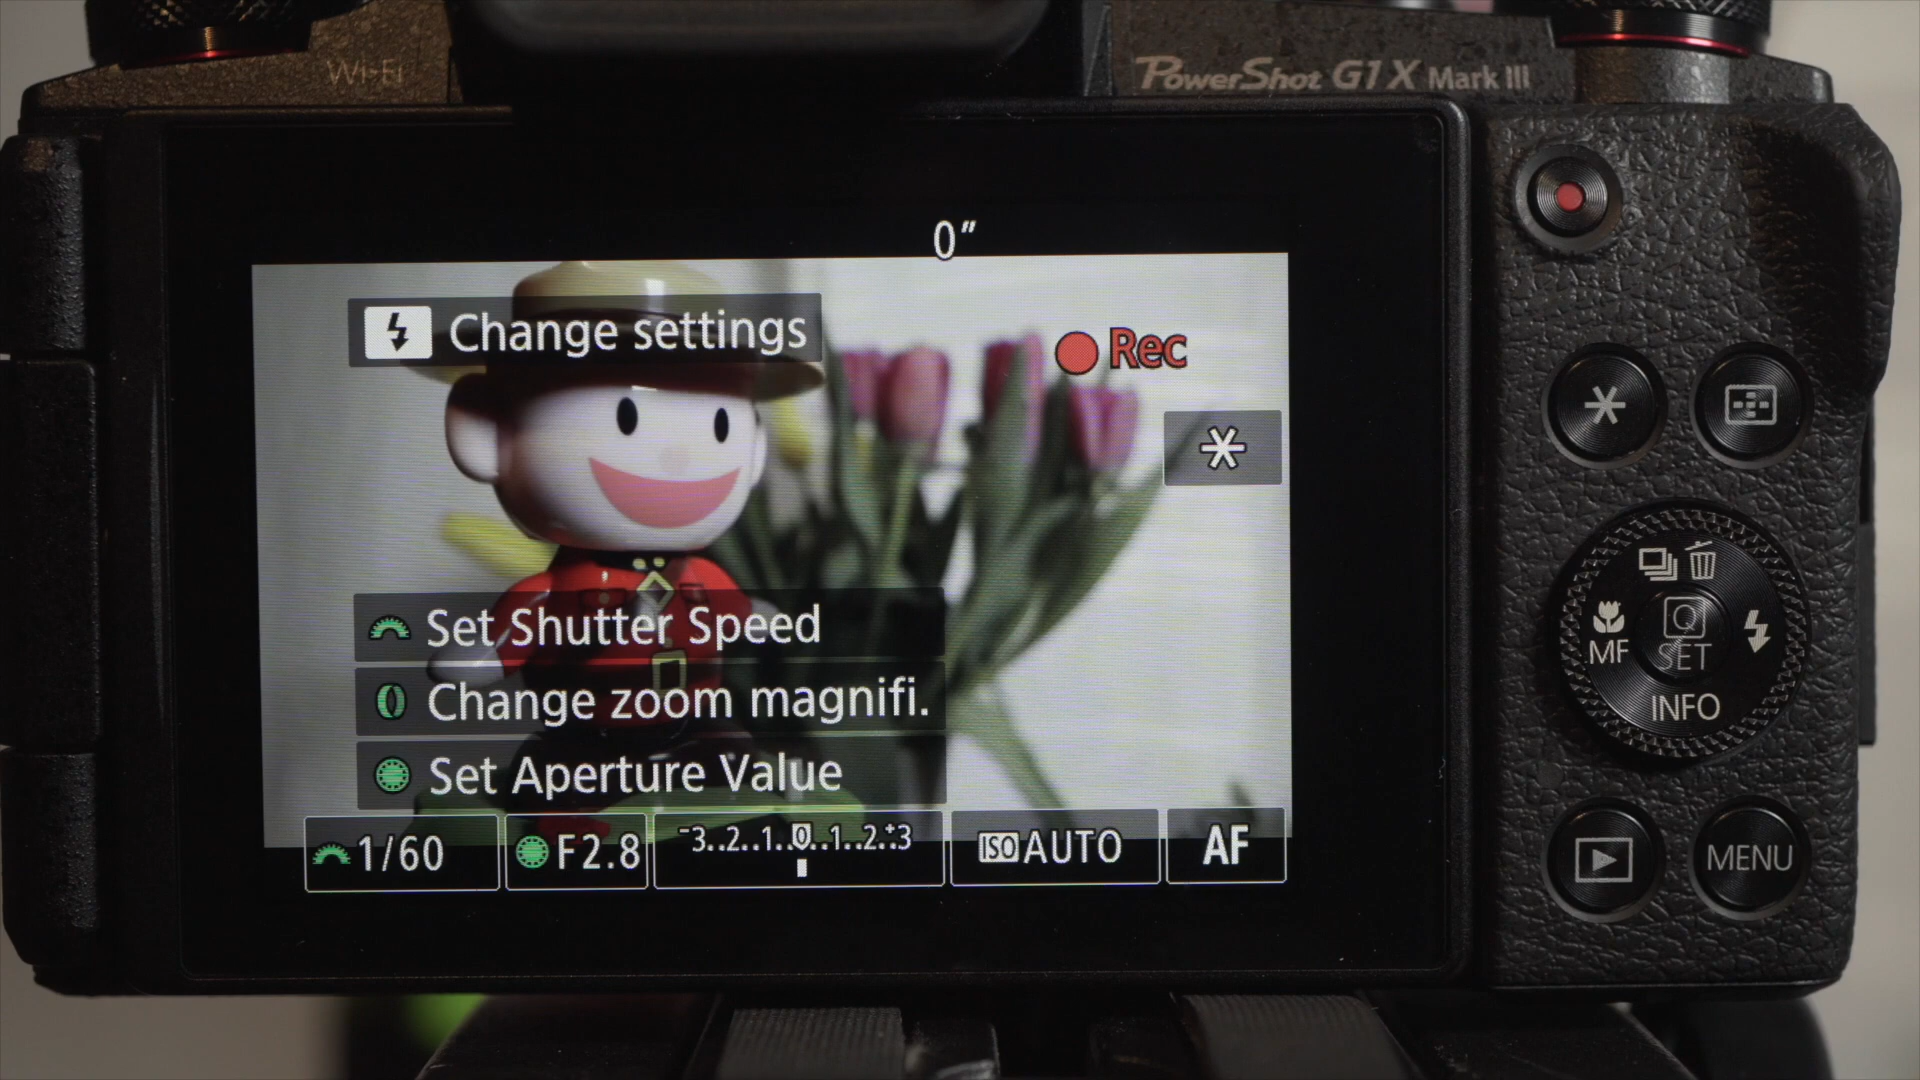 Wi-Fi
PowerShot G1 X Mark III
0"
Change settings
Rec
Set Shutter Speed
Change zoom magnifi.
Set Aperture Value
1/60
F2.8
-3..2..1..0..1..2..+3
ISO AUTO
AF
Q
SET
MF
INFO
MENU